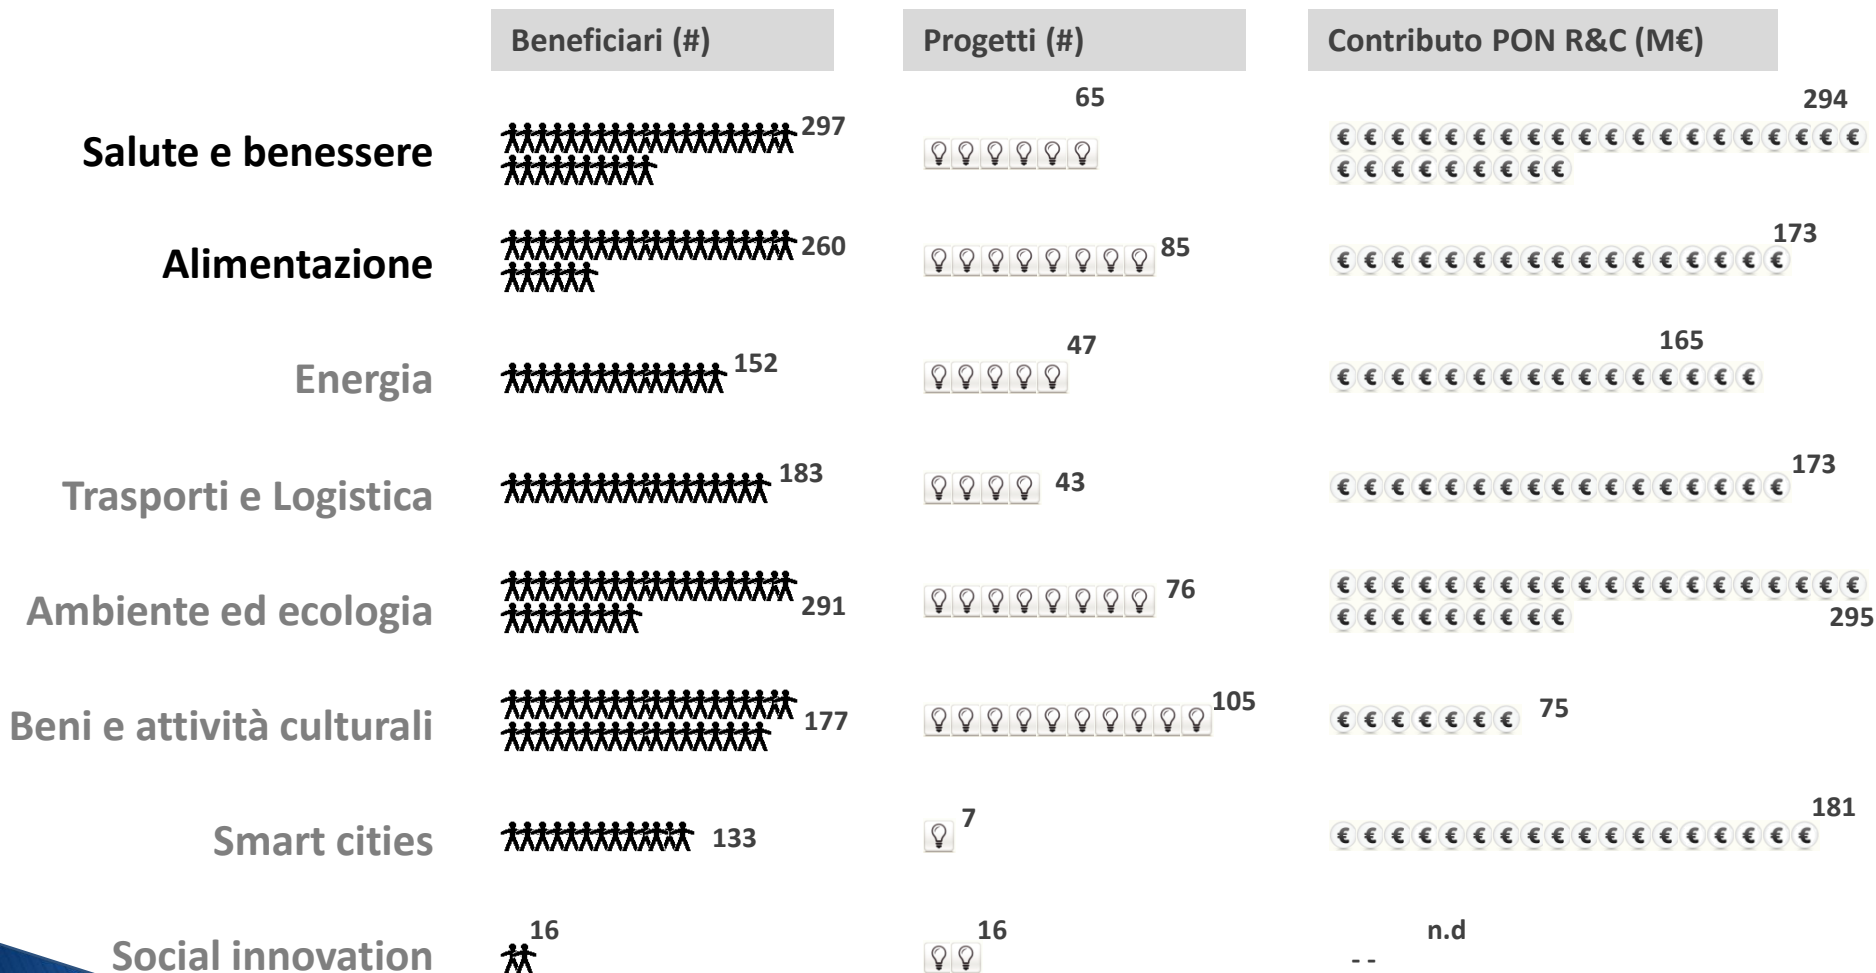 Beneficiari (#) Progetti (#) Contributo PON R&C (M€)
Salute e benessere 297 65 294
Alimentazione 260 85 173
Energia 152 47 165
Trasporti e Logistica 183 43 173
Ambiente ed ecologia 291 76 295
Beni e attività culturali 177 105 75
Smart cities 133 7 181
Social innovation 16 16 n.d
- -